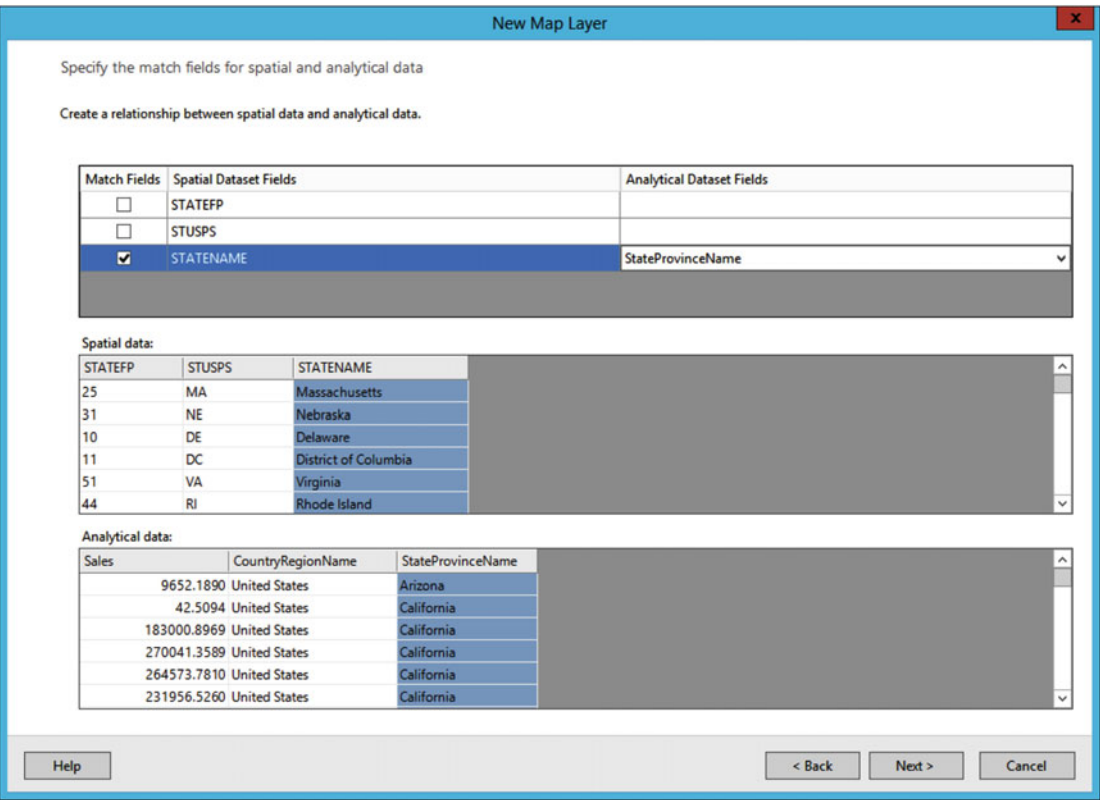 New Map Layer
x
Specify the match fields for spatial and analytical data
Create a relationship between spatial data and analytical data.
Match Fields Spatial Dataset Fields Analytical Dataset Fields
STATEFP
STUSPS
STATENAME StateProvinceName
Spatial data:
STATEFP STUSPS STATENAME
25 MA Massachusetts
31 NE Nebraska
10 DE Delaware
11 DC District of Columbia
51 VA Virginia
44 RI Rhode Island
Analytical data:
Sales CountryRegionName StateProvinceName
9652.1890 United States Arizona
42.5094 United States California
183000.8969 United States California
270041.3589 United States California
264573.7810 United States California
231956.5260 United States California
Help < Back Next > Cancel